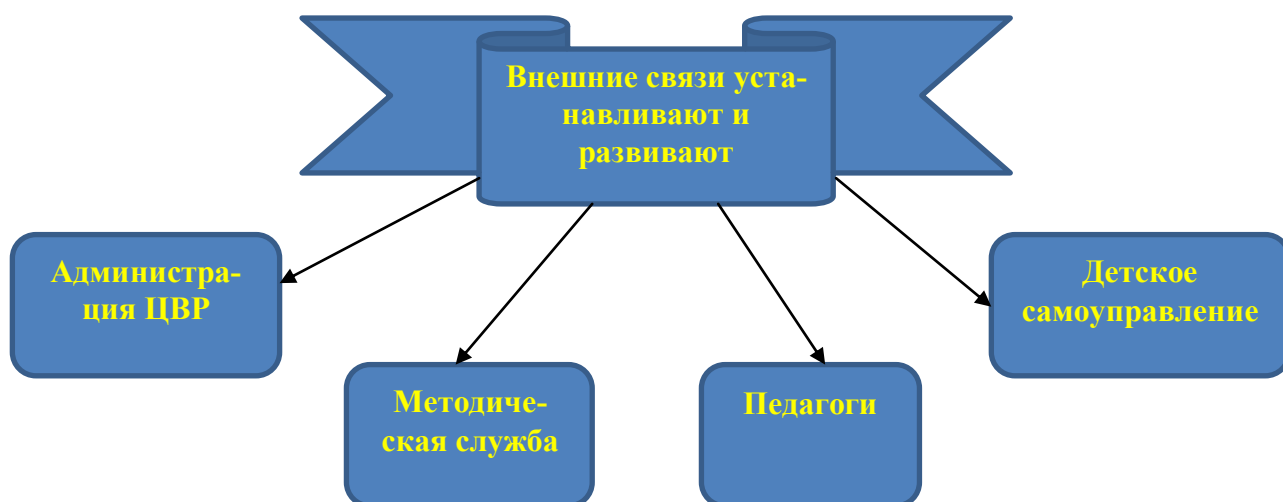 Внешние связи уста-
навливают и
развивают
Администра-
ция ЦВР
Детское
самоуправление
Методиче-
ская служба
Педагоги